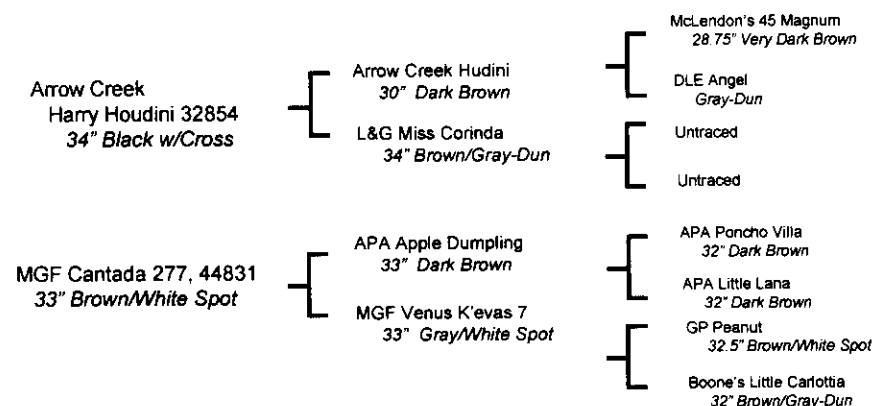 McLendon's 45 Magnum
28.75" Very Dark Brown
Arrow Creek Hudini
30" Dark Brown
DLE Angel
Gray-Dun
Arrow Creek
Harry Houdini 32854
34" Black w/Cross
L&G Miss Corinda
34" Brown/Gray-Dun
Untraced
Untraced
APA Poncho Villa
32" Dark Brown
APA Apple Dumpling
33" Dark Brown
APA Little Lana
32" Dark Brown
MGF Cantada 277, 44831
33" Brown/White Spot
MGF Venus K'evas 7
33" Gray/White Spot
GP Peanut
32.5" Brown/White Spot
Boone's Little Carlottia
32" Brown/Gray-Dun